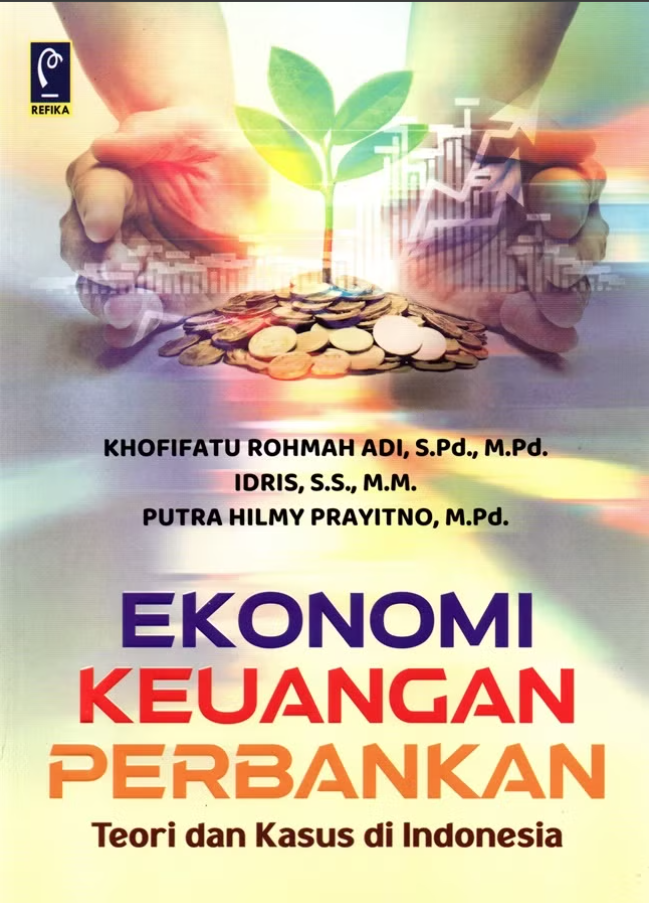 REFIKA
KHOFIFATU ROHMAH ADI, S.Pd., M.Pd.
IDRIS, S.S., M.M.
PUTRA HILMY PRAYITNO, M.Pd.
EKONOMI
KEUANGAN
PERBANKAN
Teori dan Kasus di Indonesia